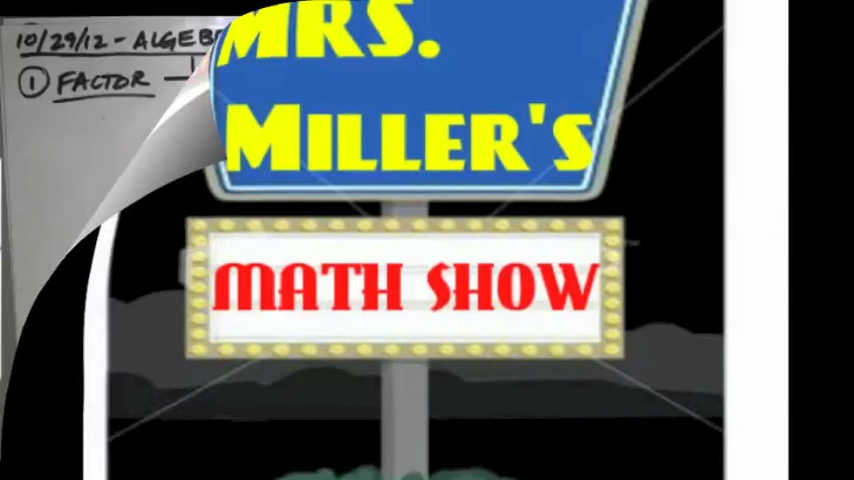 10/29/12 - ALGEB
① FACTOR
MRS.
MILLER'S
MATH SHOW